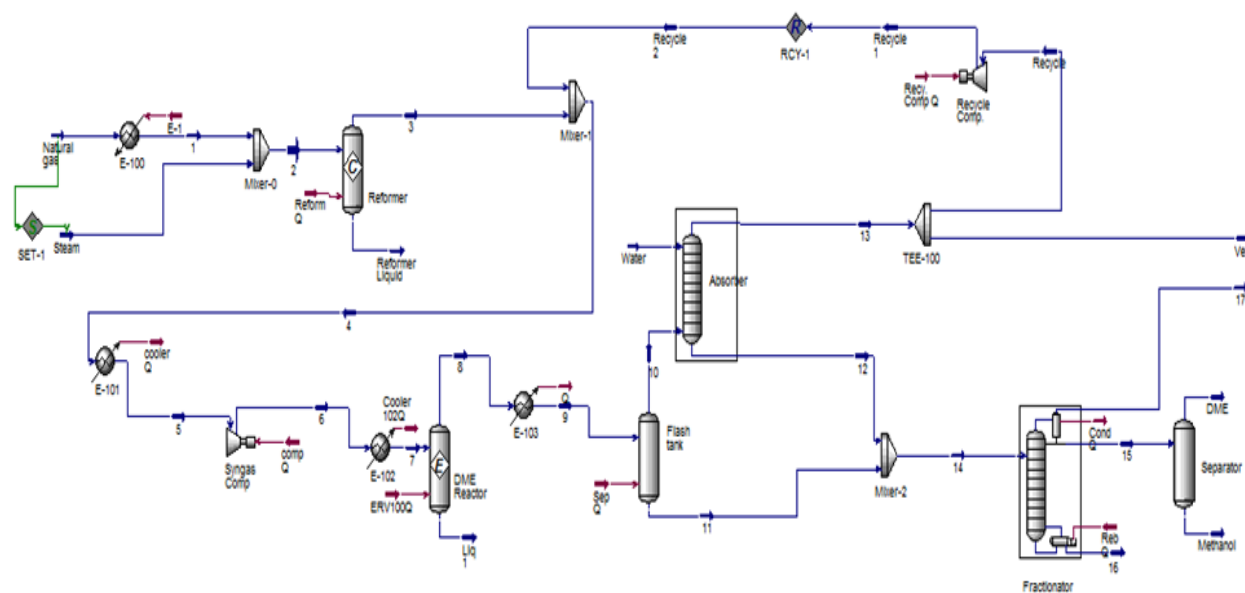 Recycle
2
RCY-1
Recycle
1
Recycle
Recy.
Comp Q
Recycle
Comp.
Mixer-1
Natural
gas
E-1
E-100
1
Mixer-0
2
3
C
Reformer
Reform
Q
Reformer
Liquid
S
SET-1
Steam
Water
Absorber
13
TEE-100
Ve
17
4
cooler
Q
E-101
5
Syngas
Comp
comp
Q
6
Cooler
102Q
E-102
7
8
E
DME
Reactor
ERV100Q
Liq
1
Q
E-103
9
10
Flash
tank
Sep
Q
11
12
Mixer-2
14
Cond
Q
15
DME
Separator
Methanol
Reb
Q
16
Fractionator